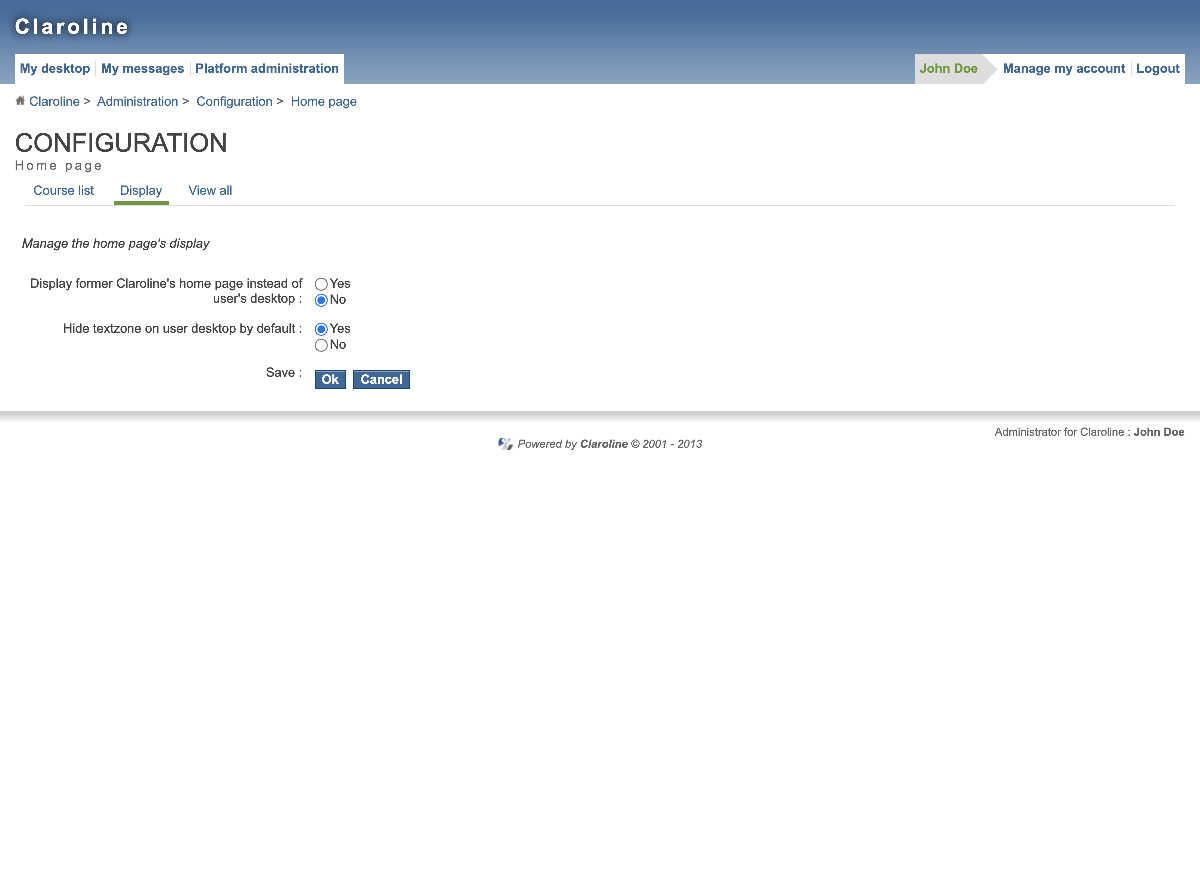 Claroline
My desktop My messages Platform administration John Doe Manage my account Logout
Claroline > Administration > Configuration > Home page
CONFIGURATION
Home page
Course list Display View all
Manage the home page's display
Display former Claroline's home page instead of user's desktop :
Yes
No
Hide textzone on user desktop by default :
Yes
No
Save : Ok Cancel
Administrator for Claroline : John Doe
Powered by Claroline © 2001 - 2013